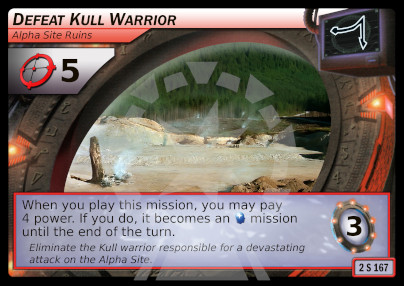 DEFEAT KULL WARRIOR
Alpha Site Ruins
5
When you play this mission, you may pay
4 power. If you do, it becomes an mission
until the end of the turn.
Eliminate the Kull warrior responsible for a devastating
attack on the Alpha Site.
3
2 S 167